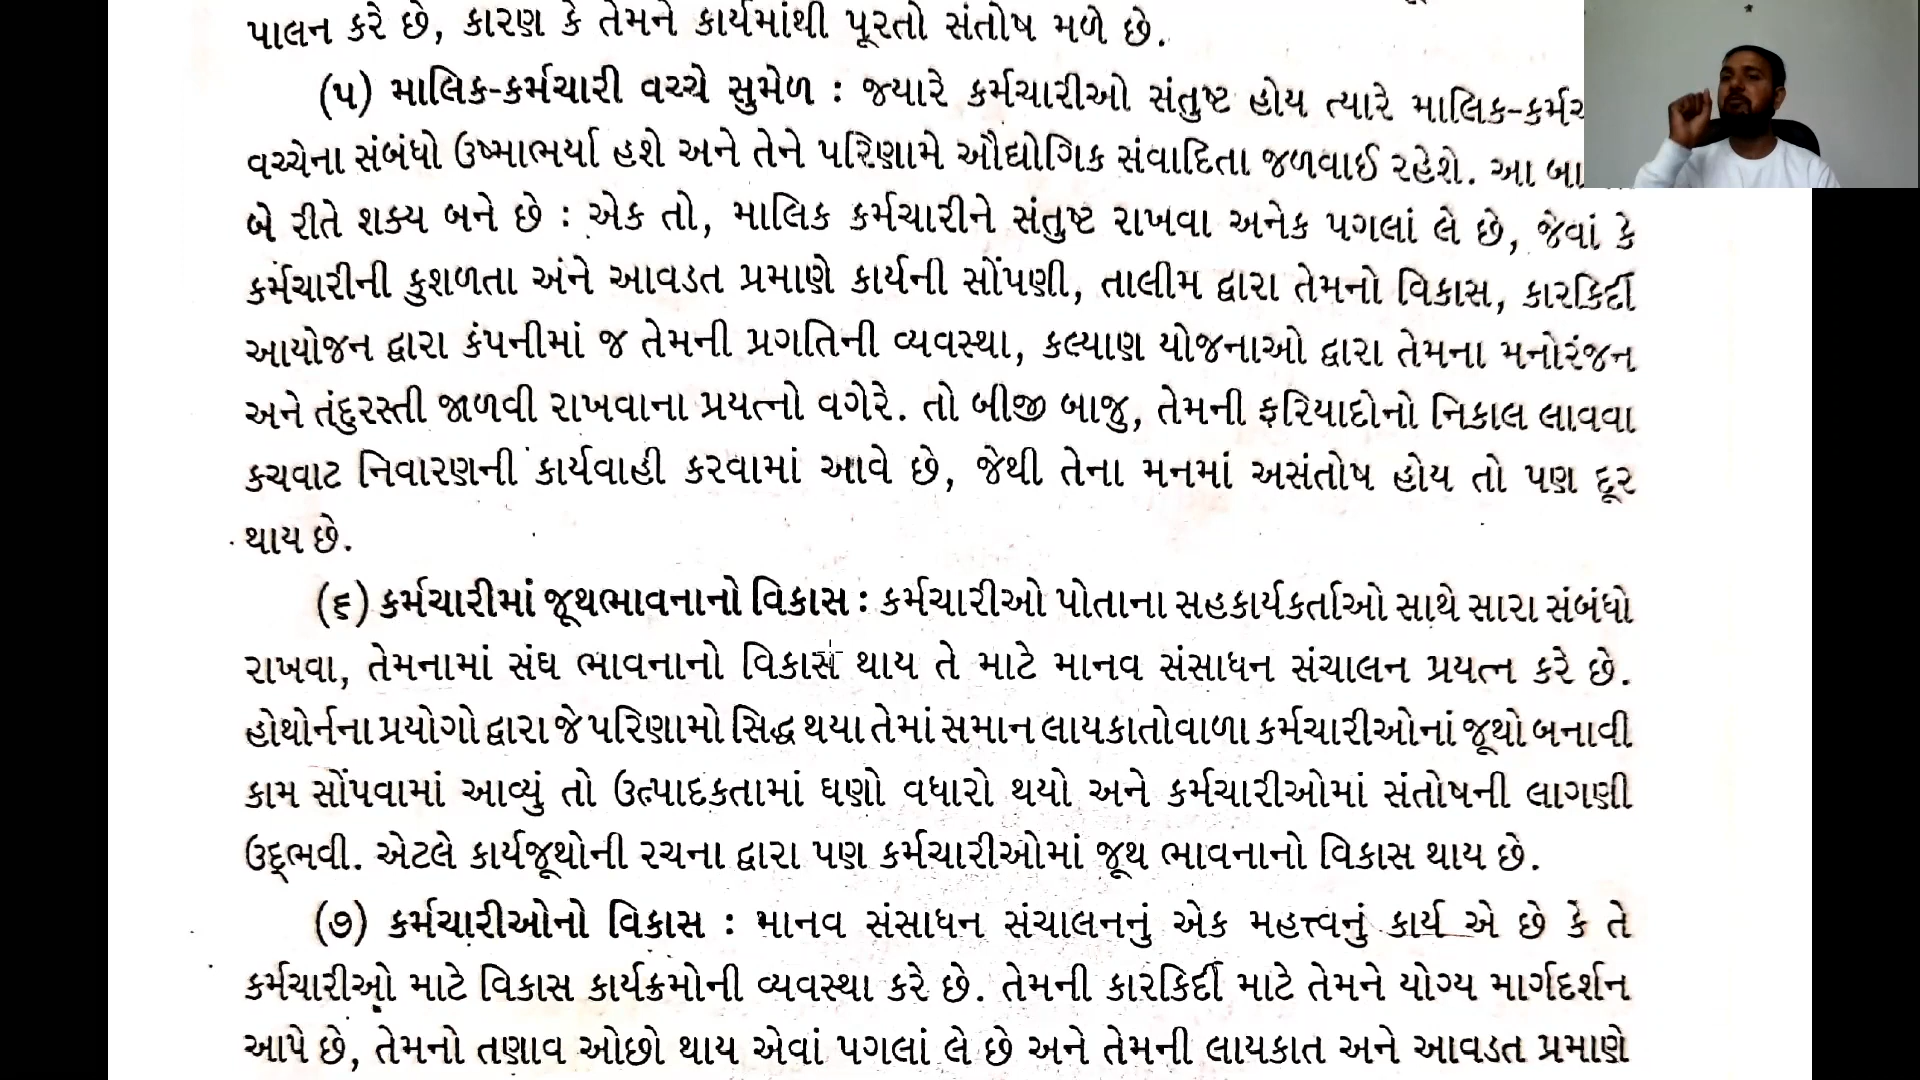 પાલન કરે છે, કારણ કે તેમને કાર્યમાંથી પૂરતો સંતોષ મળે છે.
(૫) માલિક-કર્મચારી વચ્ચે સુમેળ : જ્યારે કર્મચારીઓ સંતુષ્ટ હોય ત્યારે માલિક-કર્મચ
વચ્ચેના સંબંધો ઉષ્માભર્યા હશે અને તેને પરિણામે ઔદ્યોગિક સંવાદિતા જળવાઈ રહેશે. આ બા
બે રીતે શક્ય બને છે : એક તો, માલિક કર્મચારીને સંતુષ્ટ રાખવા અનેક પગલાં લે છે, જેવાં કે
કર્મચારીની કુશળતા અને આવડત પ્રમાણે કાર્યની સોંપણી, તાલીમ દ્વારા તેમનો વિકાસ, કારકિર્દી
આયોજન દ્વારા કંપનીમાં જ તેમની પ્રગતિની વ્યવસ્થા, કલ્યાણ યોજનાઓ દ્વારા તેમના મનોરંજન
અને તંદુરસ્તી જાળવી રાખવાના પ્રયત્નો વગેરે. તો બીજી બાજુ, તેમની ફરિયાદોનો નિકાલ લાવવા
કચવાટ નિવારણની કાર્યવાહી કરવામાં આવે છે, જેથી તેના મનમાં અસંતોષ હોય તો પણ દૂર
થાય છે.
(૬) કર્મચારીમાં જૂથભાવનાનો વિકાસ : કર્મચારીઓ પોતાના સહકાર્યકર્તાઓ સાથે સારા સંબંધો
રાખવા, તેમનામાં સંઘ ભાવનાનો વિકાસ થાય તે માટે માનવ સંસાધન સંચાલન પ્રયત્ન કરે છે.
હોથોર્નના પ્રયોગો દ્વારા જે પરિણામો સિદ્ધ થયા તેમાં સમાન લાયકાતોવાળા કર્મચારીઓનાં જૂથો બનાવી
કામ સોંપવામાં આવ્યું તો ઉત્પાદકતામાં ઘણો વધારો થયો અને કર્મચારીઓમાં સંતોષની લાગણી
ઉદ્ભવી. એટલે કાર્યજૂથોની રચના દ્વારા પણ કર્મચારીઓમાં જૂથ ભાવનાનો વિકાસ થાય છે.
(૭) કર્મચારીઓનો વિકાસ : માનવ સંસાધન સંચાલનનું એક મહત્ત્વનું કાર્ય એ છે કે તે
કર્મચારીઓ માટે વિકાસ કાર્યક્રમોની વ્યવસ્થા કરે છે. તેમની કારકિર્દી માટે તેમને યોગ્ય માર્ગદર્શન
આપે છે, તેમનો તણાવ ઓછો થાય એવાં પગલાં લે છે અને તેમની લાયકાત અને આવડત પ્રમાણે